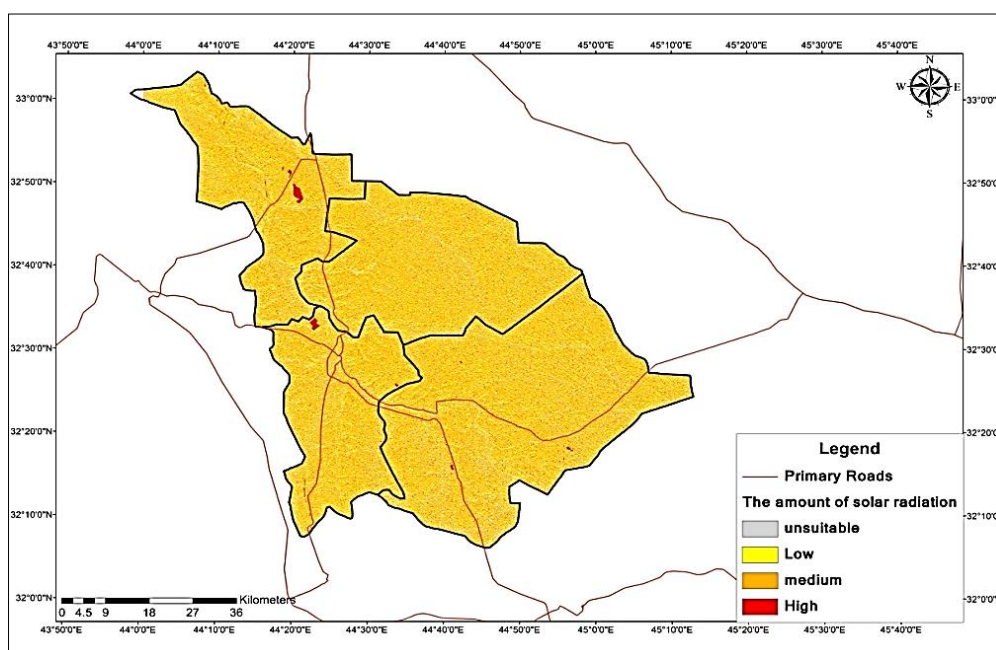 43°50'0"E 44°0'0"E 44°10'0"E 44°20'0"E 44°30'0"E 44°40'0"E 44°50'0"E 45°0'0"E 45°10'0"E 45°20'0"E 45°30'0"E 45°40'0"E
N
W E
S
33°0'0"N 33°0'0"
32°50'0"N 32°50'0"
32°40'0"N 32°40'0"
32°30'0"N 32°30'0"
32°20'0"N 32°20'0"
32°10'0"N 32°10'0"
32°0'0"N 32°0'0"
Legend
Primary Roads
The amount of solar radiation
unsuitable
Low
medium
High
Kilometers
0 4.5 9 18 27 36
43°50'0"E 44°0'0"E 44°10'0"E 44°20'0"E 44°30'0"E 44°40'0"E 44°50'0"E 45°0'0"E 45°10'0"E 45°20'0"E 45°30'0"E 45°40'0"E